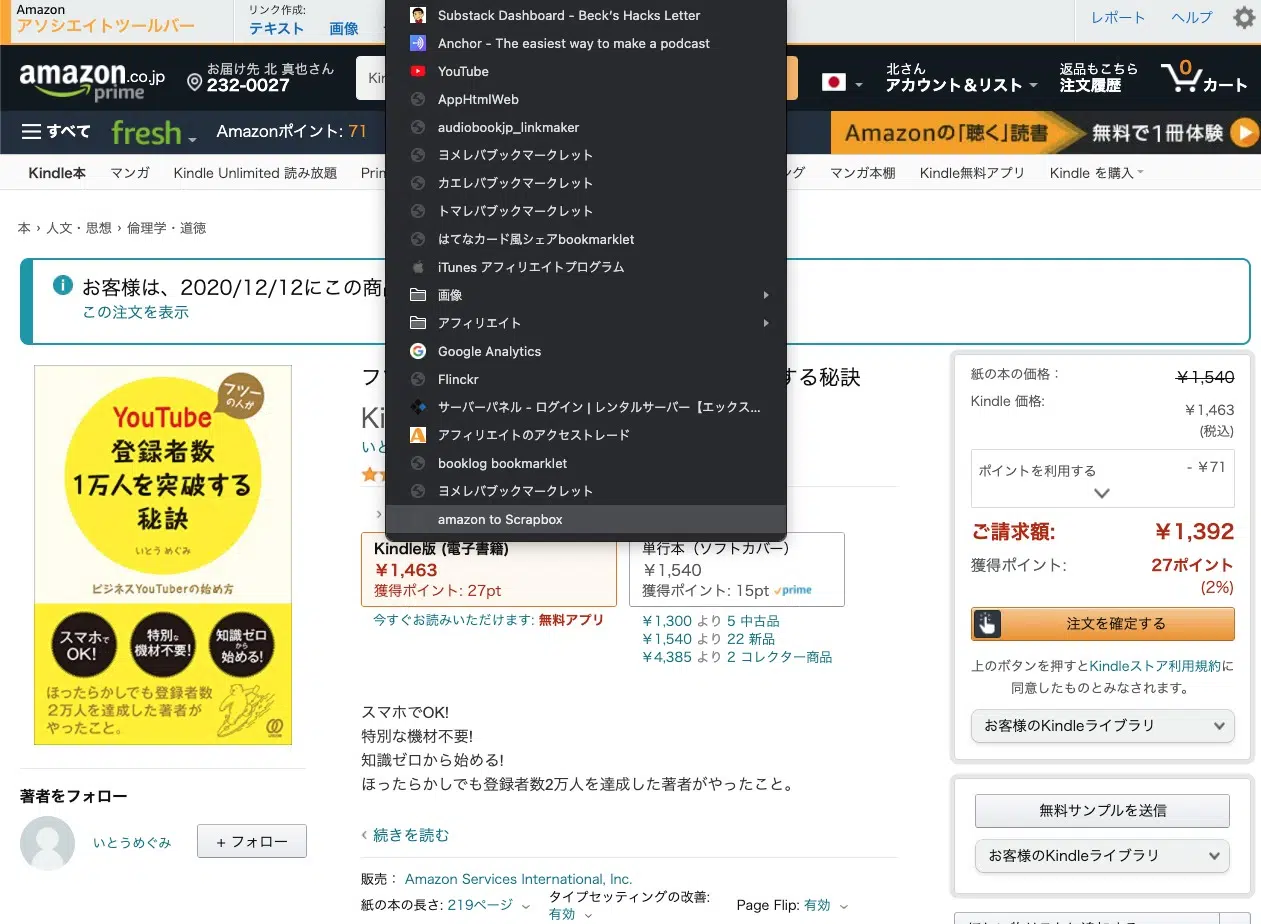 Amazon
アソシエイトツールバー
リンク作成:
テキスト 画像
レポート ヘルプ
amazon.co.jp
prime
お届け先 北 真也さん
232-0027
Kin
北さん
アカウント＆リスト
返品もこちら
注文履歴
0
カート
すべて
fresh
Amazonポイント: 71
Amazonの「聴く」読書
無料で1冊体験
Kindle本 マンガ Kindle Unlimited 読み放題 Prim
ング マンガ本棚 Kindle無料アプリ Kindle を購入
本 › 人文・思想 › 倫理学・道徳
お客様は、2020/12/12にこの商
この注文を表示
Substack Dashboard - Beck's Hacks Letter
Anchor - The easiest way to make a podcast
YouTube
AppHtmlWeb
audiobookjp_linkmaker
ヨメレバブックマークレット
カエレバブックマークレット
トマレバブックマークレット
はてなカード風シェアbookmarklet
iTunes アフィリエイトプログラム
画像
アフィリエイト
Google Analytics
Flinckr
サーバーパネル - ログイン | レンタルサーバー【エックス...
アフィリエイトのアクセストレード
booklog bookmarklet
ヨメレバブックマークレット
amazon to Scrapbox
フツーの人が
YouTube
登録者数
1万人を突破する
秘訣
いとう めぐみ
ビジネスYouTuberの始め方
スマホでOK!
特別な機材不要!
知識ゼロから始める!
ほったらかしでも登録者数
2万人を達成した著者が
やったこと。
著者をフォロー
いとうめぐみ
+ フォロー
する秘訣
Ki
いと
Kindle版 (電子書籍)
￥1,463
獲得ポイント: 27pt
今すぐお読みいただけます: 無料アプリ
単行本（ソフトカバー）
￥1,540
獲得ポイント: 15pt prime
￥1,300 より 5 中古品
￥1,540 より 22 新品
￥4,385 より 2 コレクター商品
スマホでOK!
特別な機材不要!
知識ゼロから始める!
ほったらかしでも登録者数2万人を達成した著者がやったこと。
続きを読む
販売： Amazon Services International, Inc.
紙の本の長さ: 219ページ
タイプセッティングの改善:
有効
Page Flip: 有効
紙の本の価格： ￥1,540
Kindle 価格: ￥1,463
(税込)
ポイントを利用する - ￥71
ご請求額: ￥1,392
獲得ポイント: 27ポイント
(2%)
注文を確定する
上のボタンを押すとKindleストア利用規約に
同意したものとみなされます。
お客様のKindleライブラリ
無料サンプルを送信
お客様のKindleライブラリ